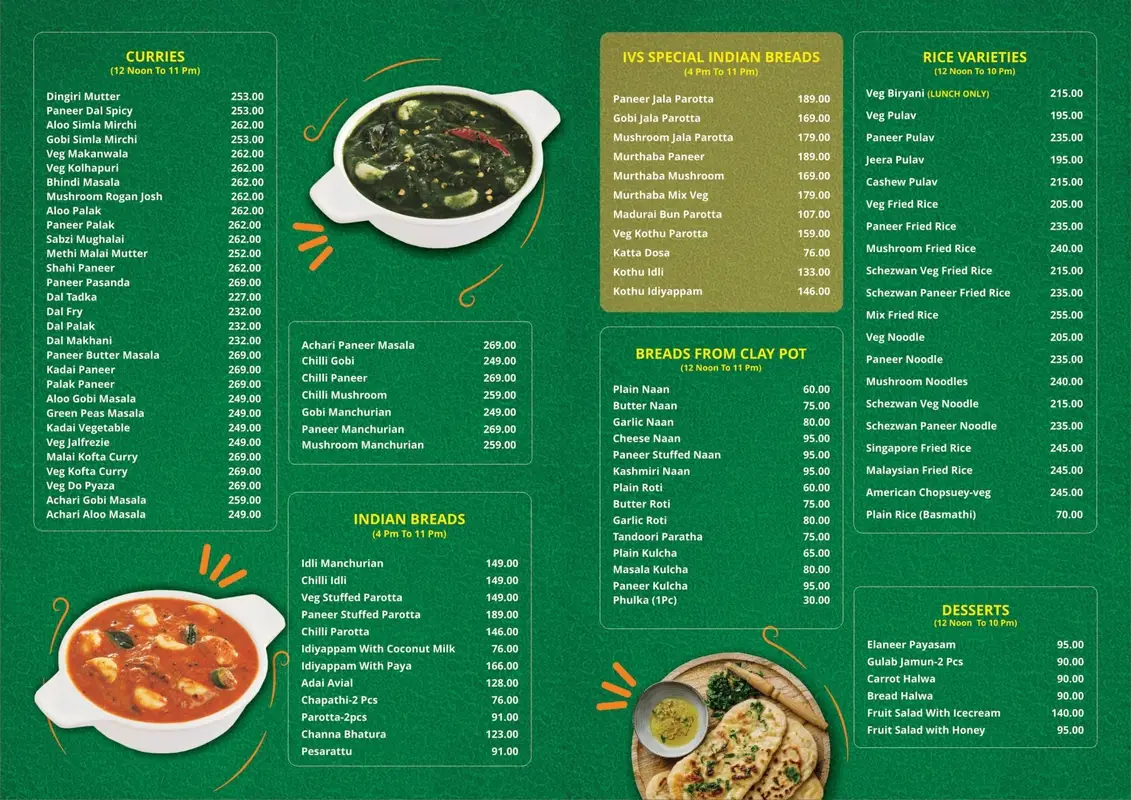 CURRIES
(12 Noon To 11 Pm)
Dingiri Mutter 253.00
Paneer Dal Spicy 253.00
Aloo Simla Mirchi 262.00
Gobi Simla Mirchi 253.00
Veg Makanwala 262.00
Veg Kolhapuri 262.00
Bhindi Masala 262.00
Mushroom Rogan Josh 262.00
Aloo Palak 262.00
Paneer Palak 262.00
Sabzi Mughalai 262.00
Methi Malai Mutter 252.00
Shahi Paneer 262.00
Paneer Pasanda 269.00
Dal Tadka 227.00
Dal Fry 232.00
Dal Palak 232.00
Dal Makhani 232.00
Paneer Butter Masala 269.00
Kadai Paneer 269.00
Palak Paneer 269.00
Aloo Gobi Masala 249.00
Green Peas Masala 249.00
Kadai Vegetable 249.00
Veg Jalfrezie 249.00
Malai Kofta Curry 269.00
Veg Kofta Curry 269.00
Veg Do Pyaza 269.00
Achari Gobi Masala 259.00
Achari Aloo Masala 249.00
Achari Paneer Masala 269.00
Chilli Gobi 249.00
Chilli Paneer 269.00
Chilli Mushroom 259.00
Gobi Manchurian 249.00
Paneer Manchurian 269.00
Mushroom Manchurian 259.00
INDIAN BREADS
(4 Pm To 11 Pm)
Idli Manchurian 149.00
Chilli Idli 149.00
Veg Stuffed Parotta 149.00
Paneer Stuffed Parotta 189.00
Chilli Parotta 146.00
Idiyappam With Coconut Milk 76.00
Idiyappam With Paya 166.00
Adai Avial 128.00
Chapathi-2 Pcs 76.00
Parotta-2pcs 91.00
Channa Bhatura 123.00
Pesarattu 91.00
IVS SPECIAL INDIAN BREADS
(4 Pm To 11 Pm)
Paneer Jala Parotta 189.00
Gobi Jala Parotta 169.00
Mushroom Jala Parotta 179.00
Murthaba Paneer 189.00
Murthaba Mushroom 169.00
Murthaba Mix Veg 179.00
Madurai Bun Parotta 107.00
Veg Kothu Parotta 159.00
Katta Dosa 76.00
Kothu Idli 133.00
Kothu Idiyappam 146.00
BREADS FROM CLAY POT
(12 Noon To 11 Pm)
Plain Naan 60.00
Butter Naan 75.00
Garlic Naan 80.00
Cheese Naan 95.00
Paneer Stuffed Naan 95.00
Kashmiri Naan 95.00
Plain Roti 60.00
Butter Roti 75.00
Garlic Roti 80.00
Tandoori Paratha 75.00
Plain Kulcha 65.00
Masala Kulcha 80.00
Paneer Kulcha 95.00
Phulka (1Pc) 30.00
RICE VARIETIES
(12 Noon To 10 Pm)
Veg Biryani (LUNCH ONLY) 215.00
Veg Pulav 195.00
Paneer Pulav 235.00
Jeera Pulav 195.00
Cashew Pulav 215.00
Veg Fried Rice 205.00
Paneer Fried Rice 235.00
Mushroom Fried Rice 240.00
Schezwan Veg Fried Rice 215.00
Schezwan Paneer Fried Rice 235.00
Mix Fried Rice 255.00
Veg Noodle 205.00
Paneer Noodle 235.00
Mushroom Noodles 240.00
Schezwan Veg Noodle 215.00
Schezwan Paneer Noodle 235.00
Singapore Fried Rice 245.00
Malaysian Fried Rice 245.00
American Chopsuey-veg 245.00
Plain Rice (Basmathi) 70.00
DESSERTS
(12 Noon To 10 Pm)
Elaneer Payasam 95.00
Gulab Jamun-2 Pcs 90.00
Carrot Halwa 90.00
Bread Halwa 90.00
Fruit Salad With Icecream 140.00
Fruit Salad with Honey 95.00